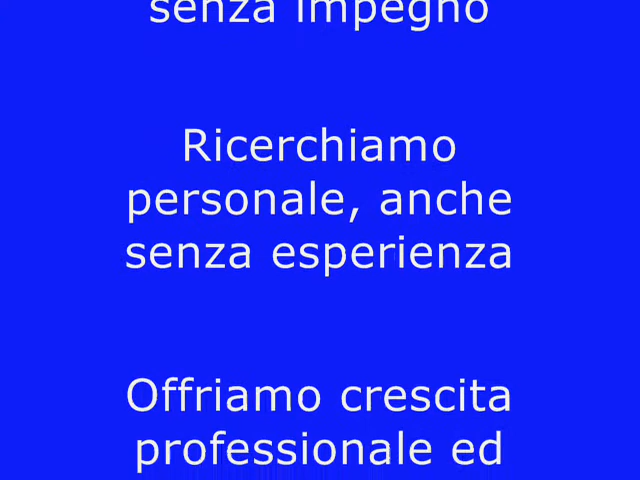 senza impegno
Ricerchiamo
personale, anche
senza esperienza
Offriamo crescita
professionale ed